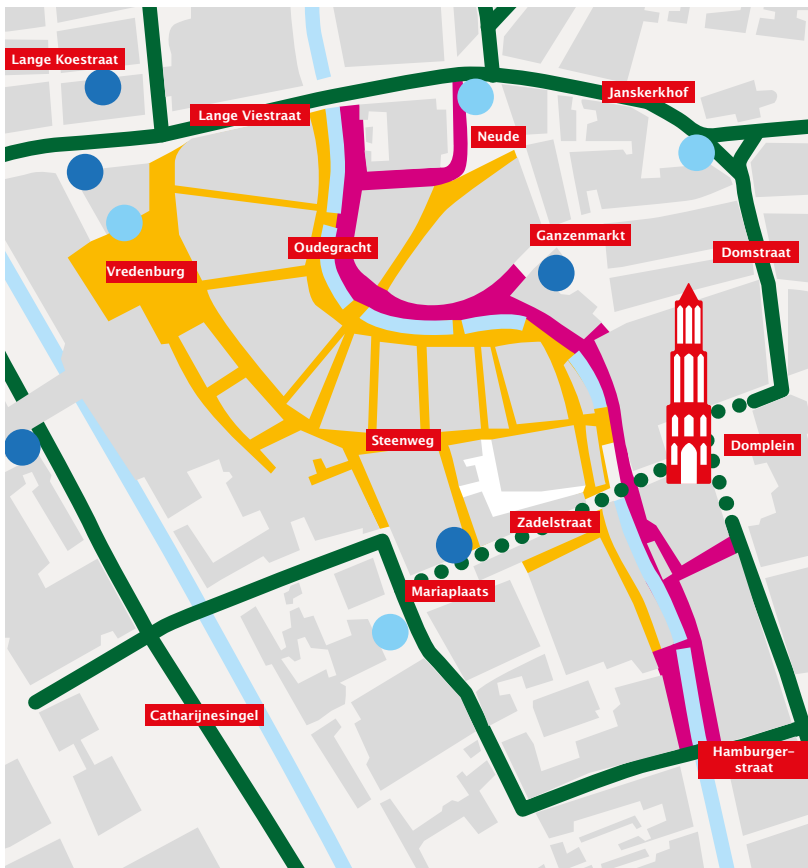 Lange Koestraat
Lange Viestraat
Janskerkhof
Neude
Ganzenmarkt
Oudegracht
Domstraat
Vredenburg
Steenweg
Domplein
Zadelstraat
Mariaplaats
Catharijnesingel
Hamburger–
straat